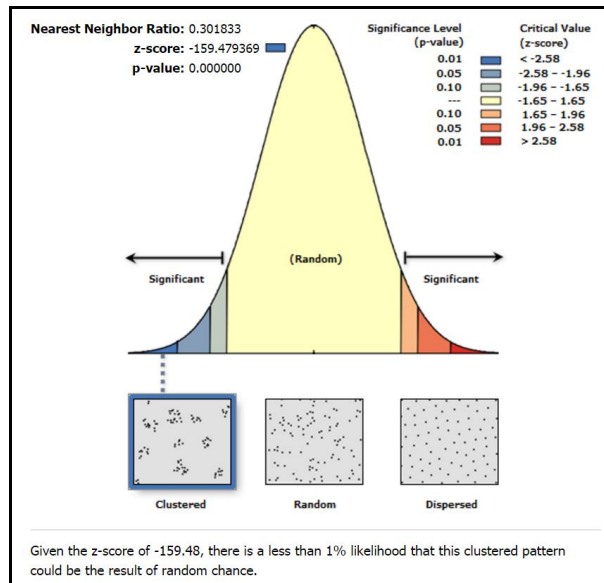 Nearest Neighbor Ratio: 0.301833
z-score: -159.479369
p-value: 0.000000
Significance Level
(p-value)
Critical Value
(z-score)
0.01 < -2.58
0.05 -2.58 – -1.96
0.10 -1.96 – -1.65
--- -1.65 – 1.65
0.10 1.65 – 1.96
0.05 1.96 – 2.58
0.01 > 2.58
(Random)
Significant
Significant
Clustered
Random
Dispersed
Given the z-score of -159.48, there is a less than 1% likelihood that this clustered pattern
could be the result of random chance.